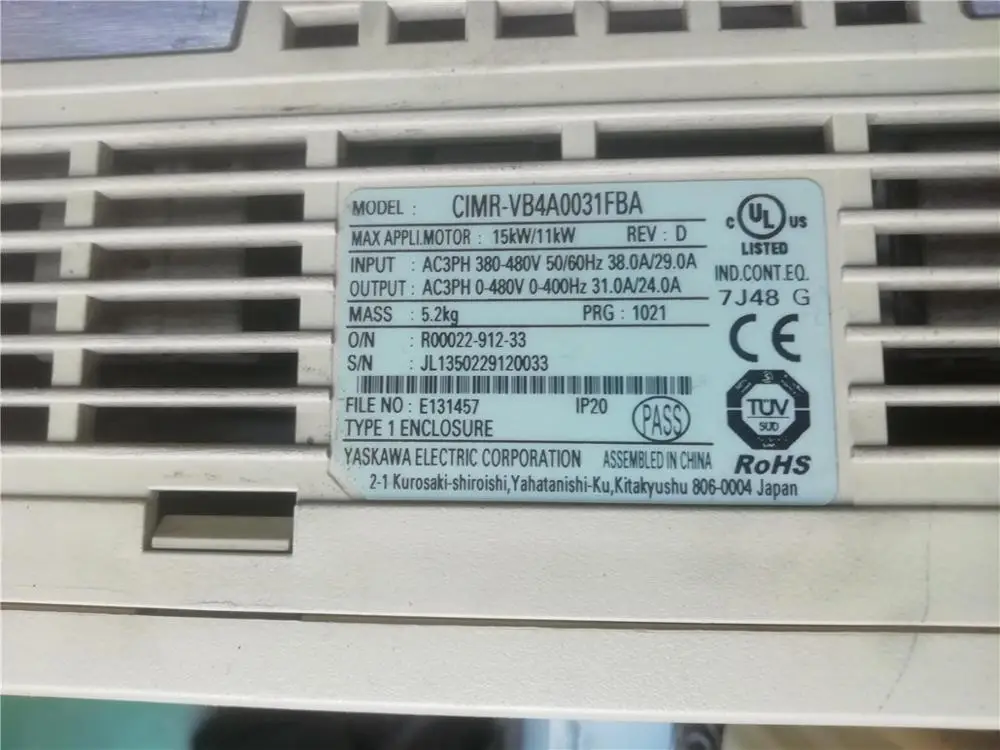 MODEL : CIMR-VB4A0031FBA
MAX APPLI.MOTOR : 15kW/11kW REV : D
INPUT : AC3PH 380-480V 50/60Hz 38.0A/29.0A
OUTPUT : AC3PH 0-480V 0-400Hz 31.0A/24.0A
MASS : 5.2kg PRG : 1021
O/N : R00022-912-33
S/N : JL1350229120033
FILE NO : E131457 IP20 PASS
TYPE 1 ENCLOSURE
YASKAWA ELECTRIC CORPORATION ASSEMBLED IN CHINA
2-1 Kurosaki-shiroishi,Yahatanishi-Ku,Kitakyushu 806-0004 Japan
C UL US
LISTED
IND.CONT.EQ.
7J48 G
CE
TÜV
SÜD
RoHS